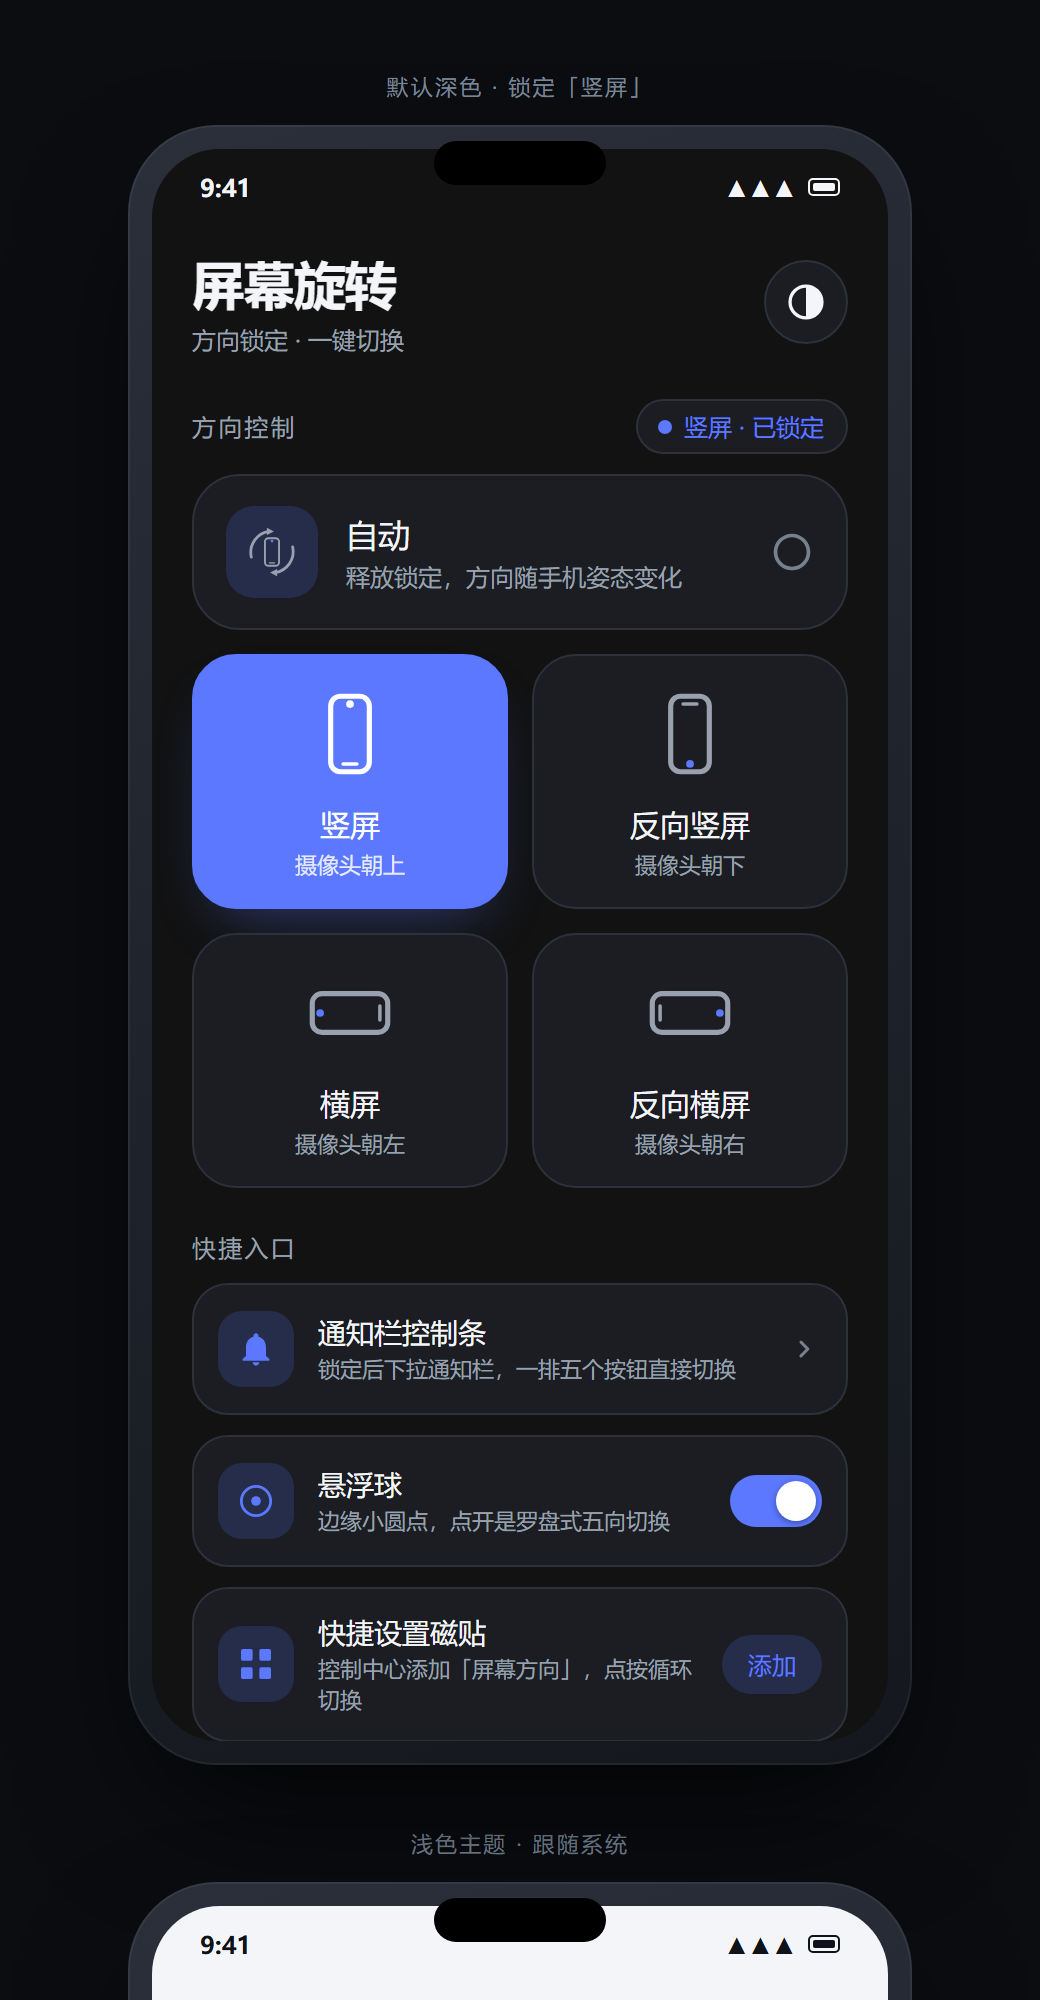 默认深色 · 锁定「竖屏」
9:41
屏幕旋转
方向锁定 · 一键切换
方向控制
竖屏 · 已锁定
自动
释放锁定，方向随手机姿态变化
竖屏
摄像头朝上
反向竖屏
摄像头朝下
横屏
摄像头朝左
反向横屏
摄像头朝右
快捷入口
通知栏控制条
锁定后下拉通知栏，一排五个按钮直接切换
悬浮球
边缘小圆点，点开是罗盘式五向切换
快捷设置磁贴
控制中心添加「屏幕方向」，点按循环
切换
添加
浅色主题 · 跟随系统
9:41